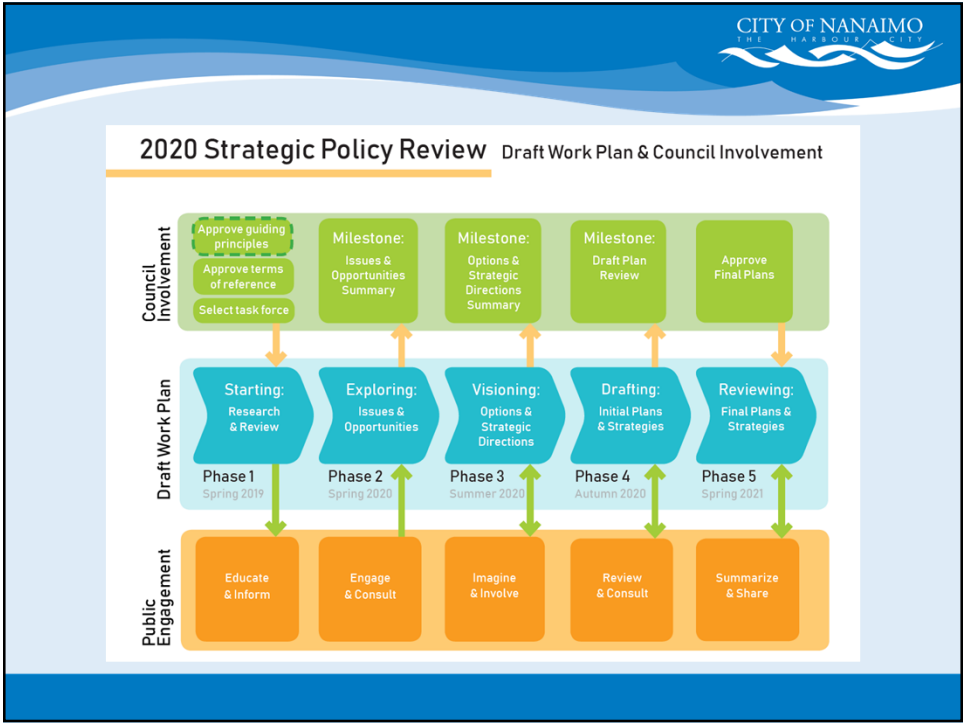 CITY OF NANAIMO
THE HARBOUR CITY
2020 Strategic Policy Review Draft Work Plan & Council Involvement
Council
Involvement
Approve guiding
principles
Approve terms
of reference
Select task force
Milestone:
Issues &
Opportunities
Summary
Milestone:
Options &
Strategic
Directions
Summary
Milestone:
Draft Plan
Review
Approve
Final Plans
Draft Work Plan
Starting:
Research
& Review
Exploring:
Issues &
Opportunities
Visioning:
Options &
Strategic
Directions
Drafting:
Initial Plans
& Strategies
Reviewing:
Final Plans &
Strategies
Phase 1
Spring 2019
Phase 2
Spring 2020
Phase 3
Summer 2020
Phase 4
Autumn 2020
Phase 5
Spring 2021
Public
Engagement
Educate
& Inform
Engage
& Consult
Imagine
& Involve
Review
& Consult
Summarize
& Share